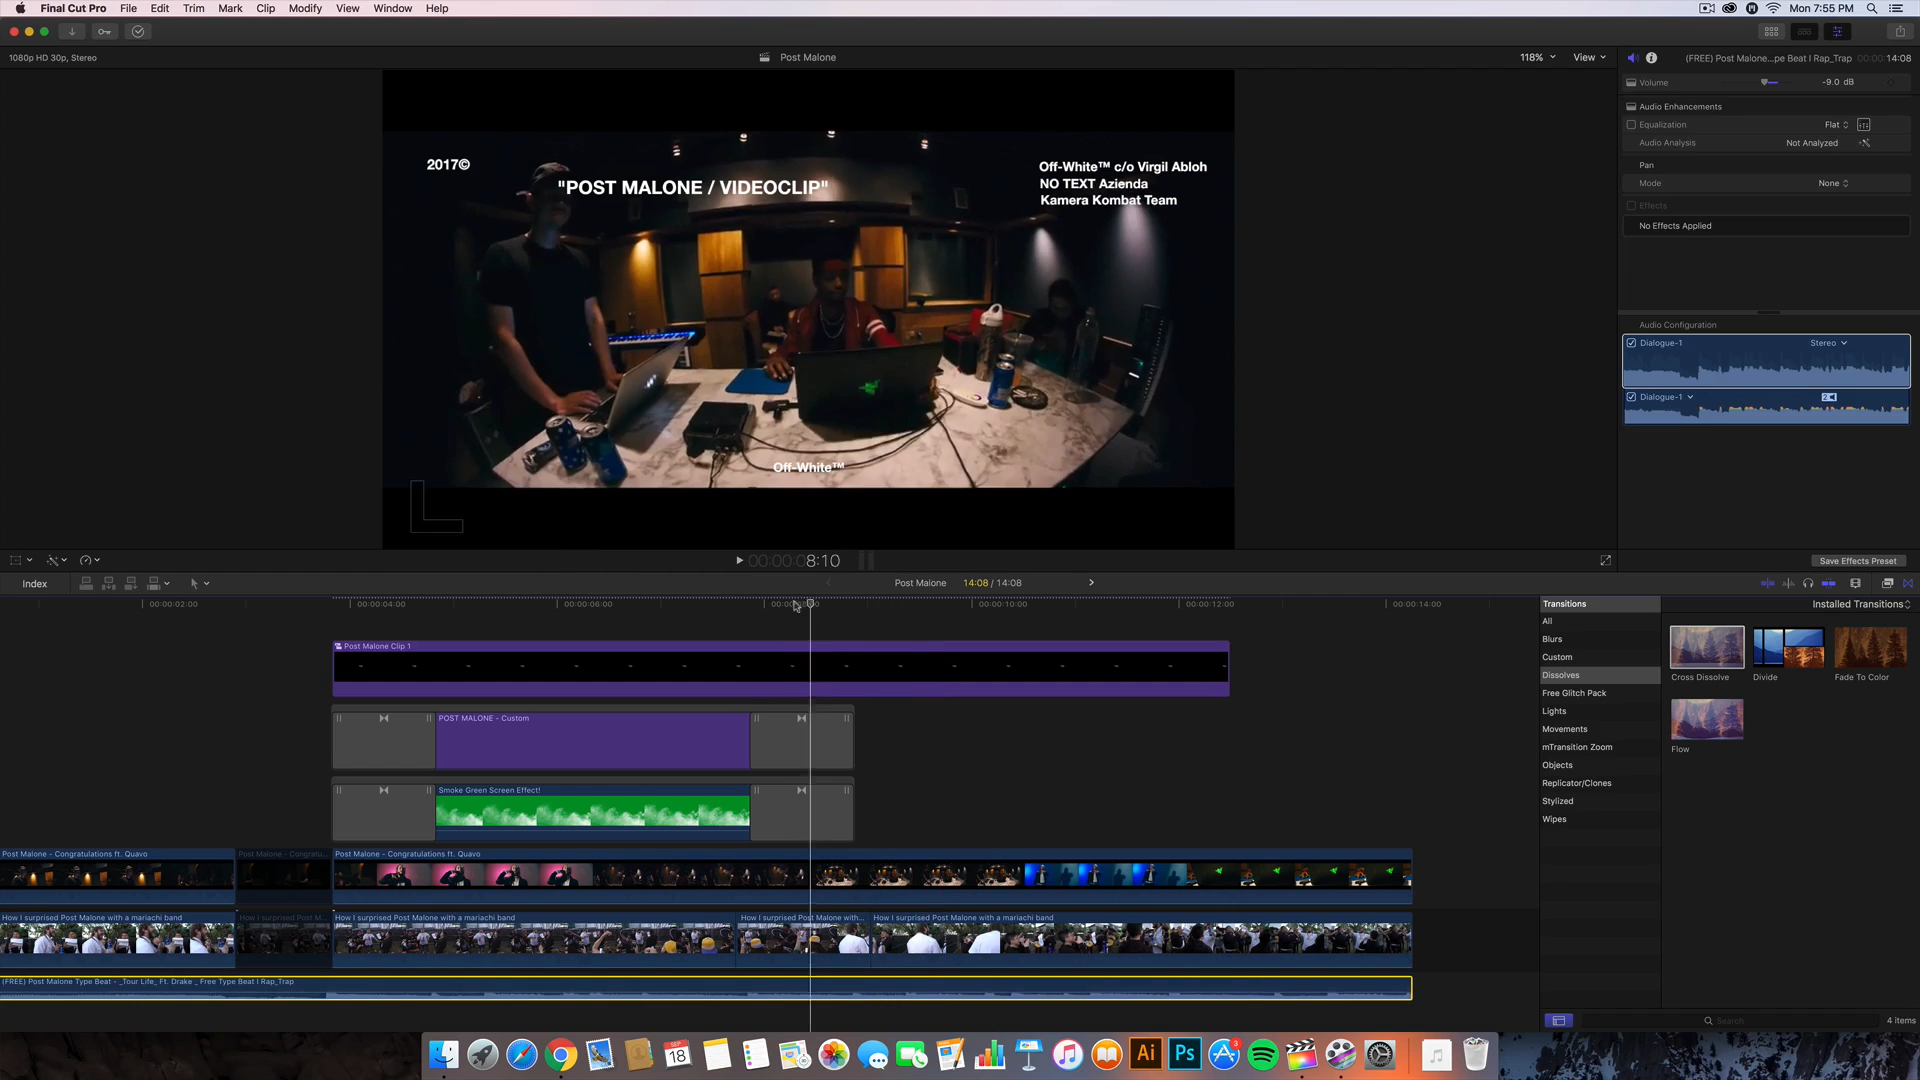 Final Cut Pro File Edit Trim Mark Clip Modify View Window Help
Mon 7:55 PM
1080p HD 30p, Stereo
Post Malone
118%
View
(FREE) Post Malone...pe Beat I Rap_Trap
00:00:14:08
Volume
-9.0 dB
Audio Enhancements
Equalization
Flat
Audio Analysis
Not Analyzed
Pan
Mode
None
Effects
No Effects Applied
Audio Configuration
Dialogue-1
Stereo
Dialogue-1
2017©
"POST MALONE / VIDEOCLIP"
Off-White™ c/o Virgil Abloh
NO TEXT Azienda
Kamera Kombat Team
Off-White™
00:00:08:10
Save Effects Preset
Index
Post Malone
14:08 / 14:08
00:00:02:00
00:00:04:00
00:00:06:00
00:00:10:00
00:00:12:00
00:00:14:00
Transitions
Installed Transitions
All
Blurs
Custom
Dissolves
Free Glitch Pack
Lights
Movements
mTransition Zoom
Objects
Replicator/Clones
Stylized
Wipes
Cross Dissolve
Divide
Fade To Color
Flow
Post Malone Clip 1
POST MALONE - Custom
Smoke Green Screen Effect!
Post Malone - Congratulations ft. Quavo
Post Malone - Congratu...
Post Malone - Congratulations ft. Quavo
How I surprised Post Malone with a mariachi band
How I surprised Post M...
How I surprised Post Malone with a mariachi band
How I surprised Post Malone with...
How I surprised Post Malone with a mariachi band
(FREE) Post Malone Type Beat - _Tour Life_ Ft. Drake _ Free Type Beat I Rap_Trap
Search
4 items
SEP
18
Ai
Ps
3